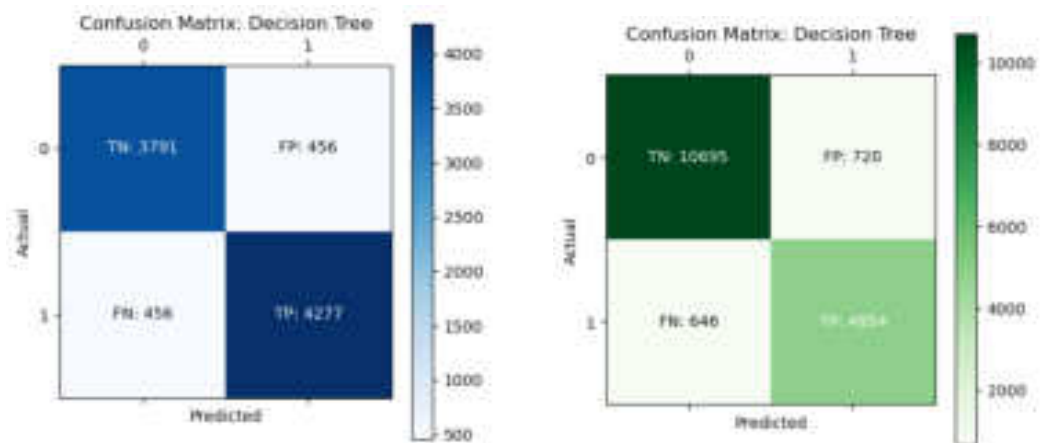 Confusion Matrix: Decision Tree
0 1
0
TN: 3791
FP: 456
Actual
1
FN: 456
TP: 4277
Predicted
4000
3500
3000
2500
2000
1500
1000
500
Confusion Matrix: Decision Tree
0 1
0
TN: 10695
FP: 720
Actual
1
FN: 646
TP:
Predicted
10000
8000
6000
4000
2000